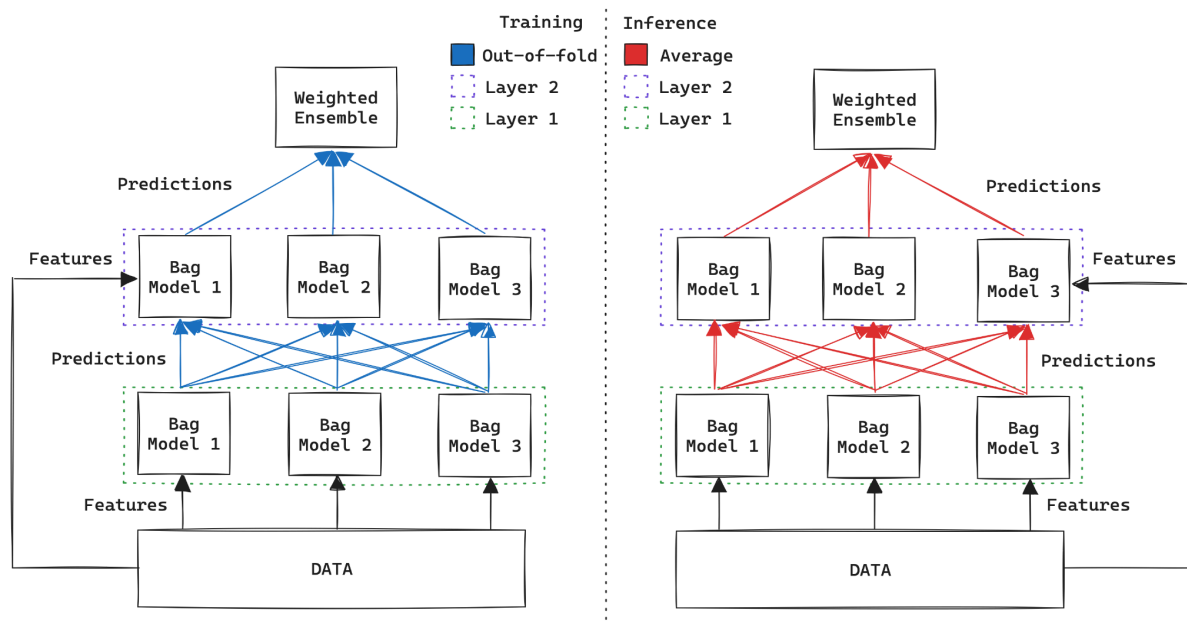 Training
Out-of-fold
Layer 2
Layer 1
Weighted
Ensemble
Predictions
Features
Bag
Model 1
Bag
Model 2
Bag
Model 3
Predictions
Bag
Model 1
Bag
Model 2
Bag
Model 3
Features
DATA
Inference
Average
Layer 2
Layer 1
Weighted
Ensemble
Predictions
Bag
Model 1
Bag
Model 2
Bag
Model 3
Features
Predictions
Bag
Model 1
Bag
Model 2
Bag
Model 3
Features
DATA